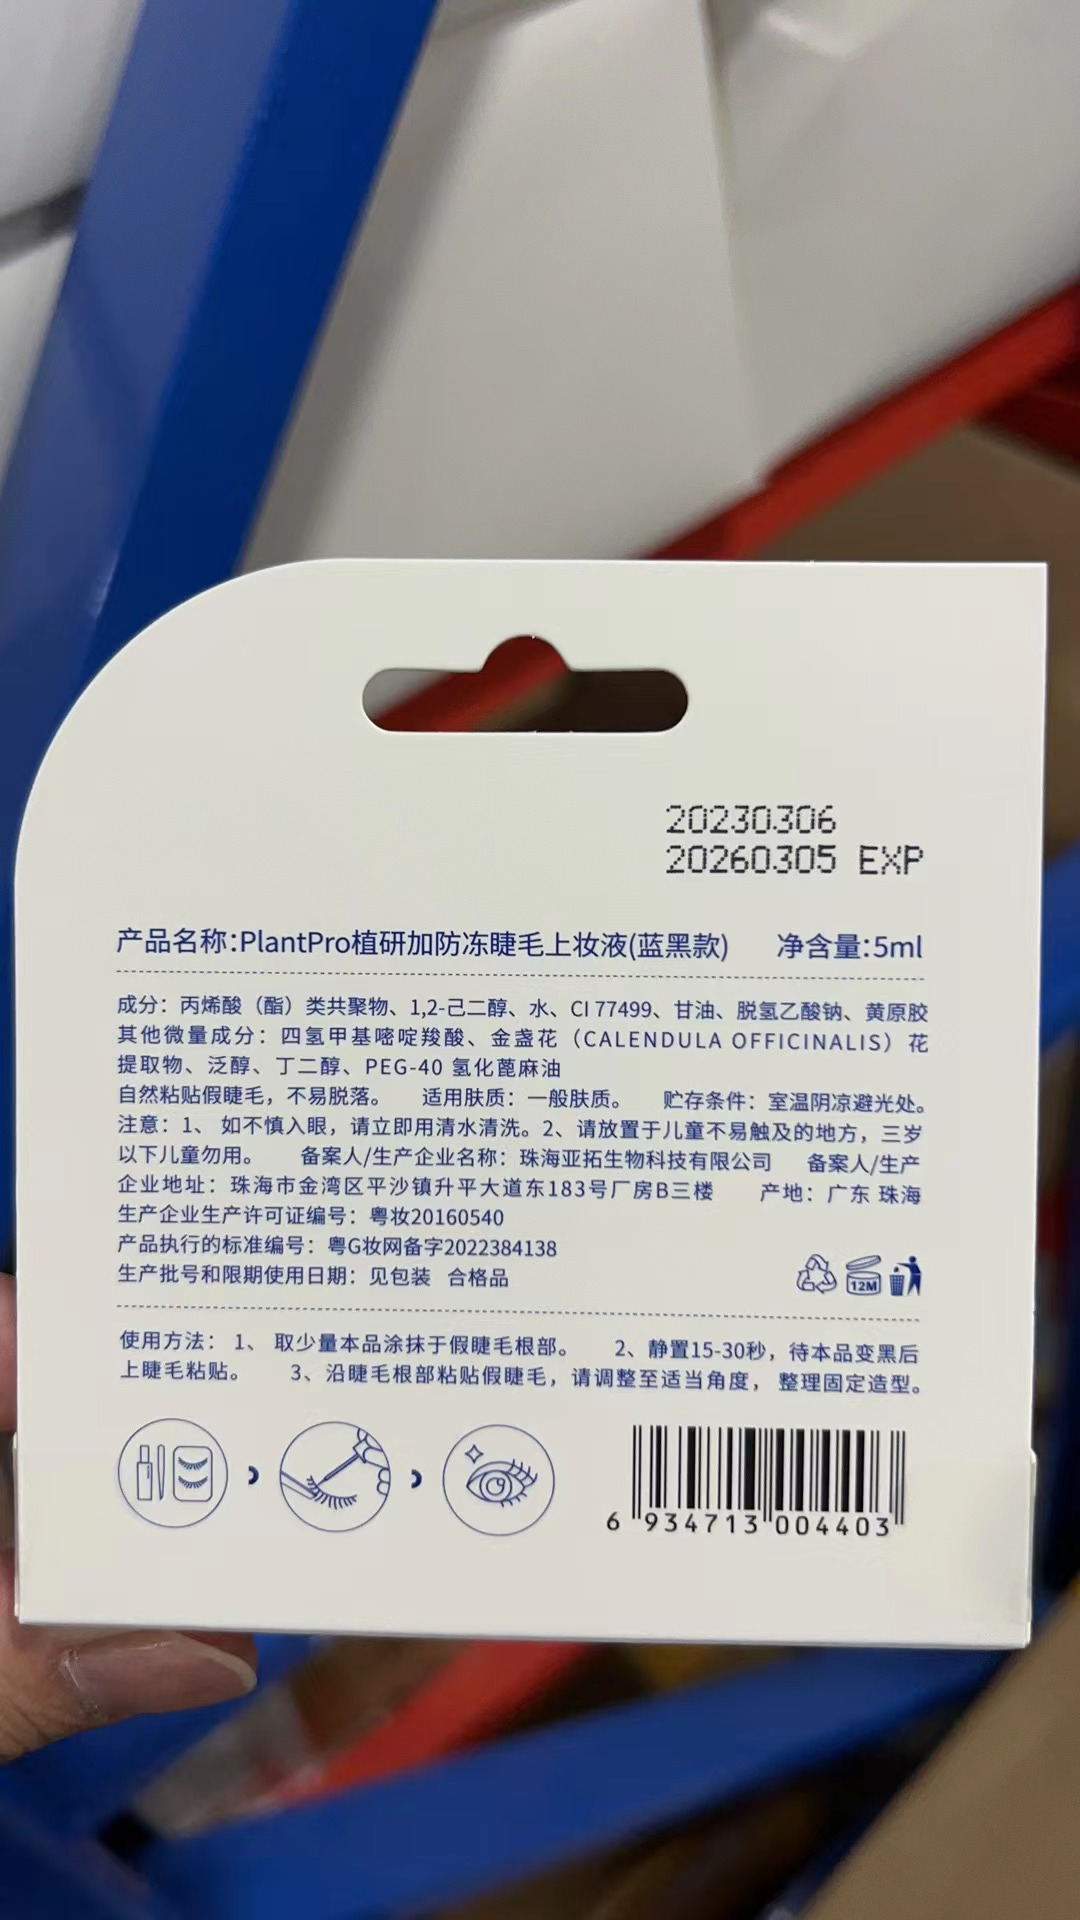 20230306
20260305 EXP
产品名称:PlantPro植研加防冻睫毛上妆液(蓝黑款) 净含量:5ml
成分：丙烯酸（酯）类共聚物、1,2-己二醇、水、CI 77499、甘油、脱氢乙酸钠、黄原胶
其他微量成分：四氢甲基嘧啶羧酸、金盏花（CALENDULA OFFICINALIS）花
提取物、泛醇、丁二醇、PEG-40 氢化蓖麻油
自然粘贴假睫毛，不易脱落。 适用肤质：一般肤质。 贮存条件：室温阴凉避光处。
注意：1、 如不慎入眼，请立即用清水清洗。2、请放置于儿童不易触及的地方，三岁
以下儿童勿用。 备案人/生产企业名称：珠海亚拓生物科技有限公司 备案人/生产
企业地址：珠海市金湾区平沙镇升平大道东183号厂房B三楼 产地：广东 珠海
生产企业生产许可证编号：粤妆20160540
产品执行的标准编号：粤G妆网备字2022384138
生产批号和限期使用日期：见包装 合格品
12M
使用方法： 1、 取少量本品涂抹于假睫毛根部。 2、静置15-30秒，待本品变黑后
上睫毛粘贴。 3、沿睫毛根部粘贴假睫毛，请调整至适当角度， 整理固定造型。
6 934713 004403